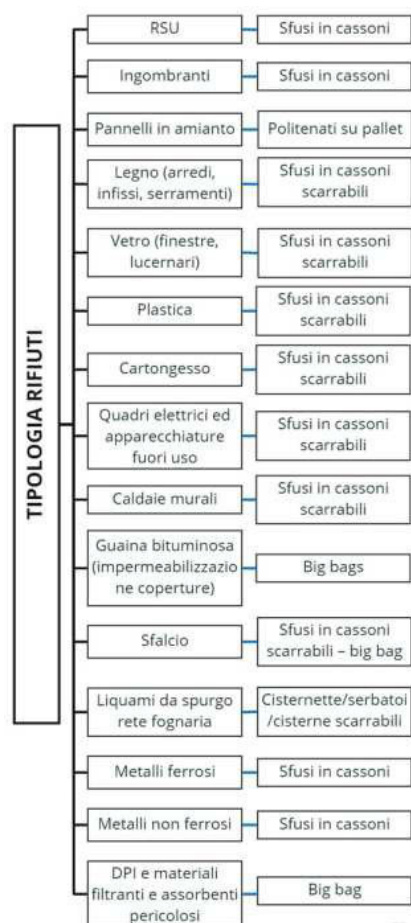 TIPOLOGIA RIFIUTI
RSU
Sfusi in cassoni
Ingombranti
Sfusi in cassoni
Pannelli in amianto
Politenati su pallet
Legno (arredi,
infissi, serramenti)
Sfusi in cassoni
scarrabili
Vetro (finestre,
lucernari)
Sfusi in cassoni
scarrabili
Plastica
Sfusi in cassoni
scarrabili
Cartongesso
Sfusi in cassoni
scarrabili
Quadri elettrici ed
apparecchiature
fuori uso
Sfusi in cassoni
scarrabili
Caldaie murali
Sfusi in cassoni
scarrabili
Guaina bituminosa
(impermeabilizzazio
ne coperture)
Big bags
Sfalcio
Sfusi in cassoni
scarrabili – big bag
Liquami da spurgo
rete fognaria
Cisternette/serbatoi
/cisterne scarrabili
Metalli ferrosi
Sfusi in cassoni
Metalli non ferrosi
Sfusi in cassoni
DPI e materiali
filtranti e assorbenti
pericolosi
Big bag